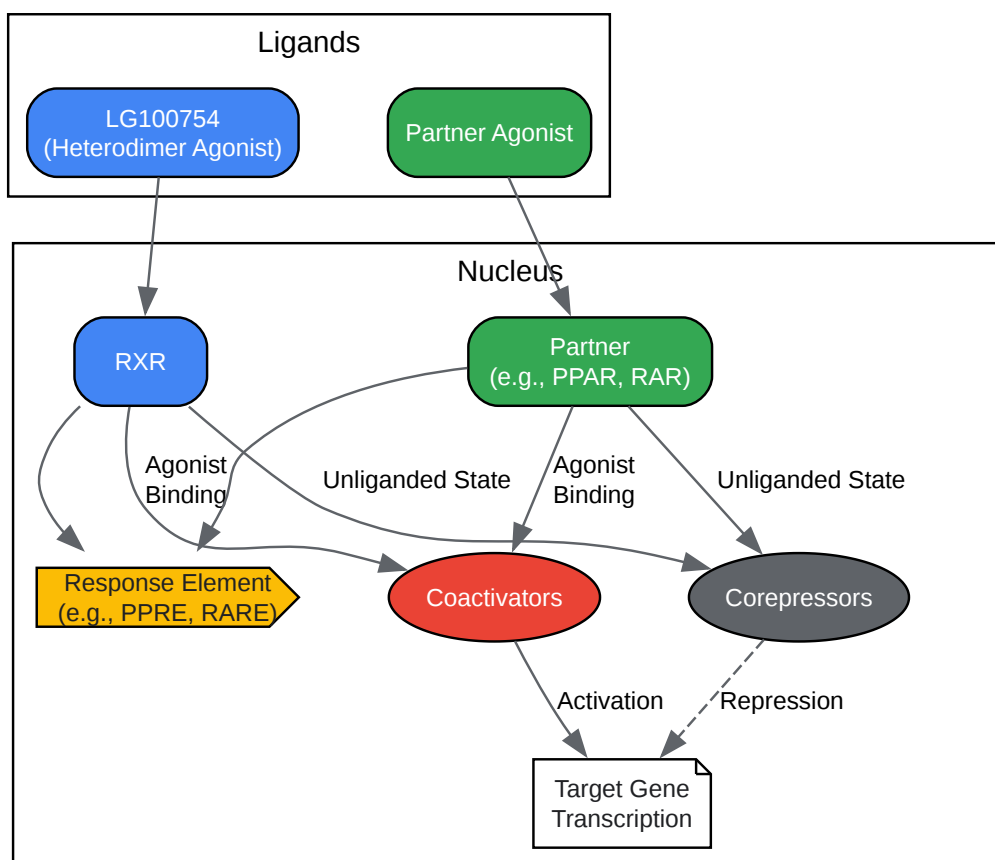 Ligands
LG100754
(Heterodimer Agonist)
Partner Agonist
Nucleus
RXR
Partner
(e.g., PPAR, RAR)
Agonist
Binding
Unliganded State
Agonist
Binding
Unliganded State
Response Element
(e.g., PPRE, RARE)
Coactivators
Corepressors
Activation
Repression
Target Gene
Transcription